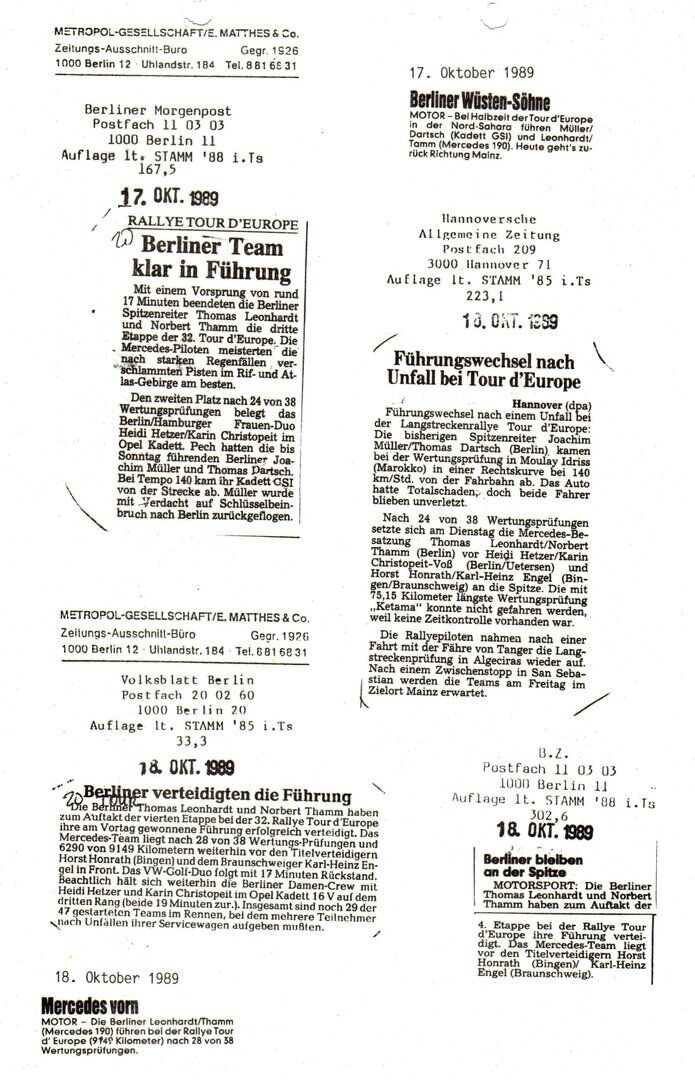 METROPOL-GESELLSCHAFT/E. MATTHES & Co.
Zeitungs-Ausschnitt-Büro Gegr. 1926
1000 Berlin 12 · Uhlandstr. 184 Tel. 8 81 66 31
Berliner Morgenpost
Postfach 11 03 03
1000 Berlin 11
Auflage lt. STAMM '88 i.Ts
167,5
17. OKT. 1989
RALLYE TOUR D'EUROPE
Berliner Team
klar in Führung
Mit einem Vorsprung von rund
17 Minuten beendeten die Berliner
Spitzenreiter Thomas Leonhardt
und Norbert Thamm die dritte
Etappe der 32. Tour d'Europe. Die
Mercedes-Piloten meisterten die
nach starken Regenfällen ver-
schlammten Pisten im Rif- und At-
las-Gebirge am besten.
Den zweiten Platz nach 24 von 38
Wertungsprüfungen belegt das
Berlin/Hamburger Frauen-Duo
Heidi Hetzer/Karin Christopeit im
Opel Kadett. Pech hatten die bis
Sonntag führenden Berliner Joa-
chim Müller und Thomas Dartsch.
Bei Tempo 140 kam ihr Kadett GSI
von der Strecke ab. Müller wurde
mit Verdacht auf Schlüsselbein-
bruch nach Berlin zurückgeflogen.
METROPOL-GESELLSCHAFT/E. MATTHES & Co.
Zeitungs-Ausschnitt-Büro Gegr. 1926
1000 Berlin 12 · Uhlandstr. 184 · Tel. 8 81 68 31
Volksblatt Berlin
Postfach 20 02 60
1000 Berlin 20
Auflage lt. STAMM '85 i.Ts
33,3
18. OKT. 1989
Berliner verteidigten die Führung
TOUR
Die Berliner Thomas Leonhardt und Norbert Thamm haben
zum Auftakt der vierten Etappe bei der 32. Rallye Tour d'Europe
ihre am Vortag gewonnene Führung erfolgreich verteidigt. Das
Mercedes-Team liegt nach 28 von 38 Wertungs-Prüfungen und
6290 von 9149 Kilometern weiterhin vor den Titelverteidigern
Horst Honrath (Bingen) und dem Braunschweiger Karl-Heinz En-
gel in Front. Das VW-Golf-Duo folgt mit 17 Minuten Rückstand.
Beachtlich hält sich weiterhin die Berliner Damen-Crew mit
Heidi Hetzer und Karin Christopeit im Opel Kadett 16 V auf dem
dritten Rang (beide 19 Minuten zur.). Insgesamt sind noch 29 der
47 gestarteten Teams im Rennen, bei dem mehrere Teilnehmer
nach Unfällen ihrer Servicewagen aufgeben mußten.
18. Oktober 1989
Mercedes vorn
MOTOR – Die Berliner Leonhardt/Thamm
(Mercedes 190) führen bei der Rallye Tour
d' Europe (9149 Kilometer) nach 28 von 38
Wertungsprüfungen.
17. Oktober 1989
Berliner Wüsten-Söhne
MOTOR – Bei Halbzeit der Tour d'Europe
in der Nord-Sahara führen Müller/
Dartsch (Kadett GSI) und Leonhardt/
Tamm (Mercedes 190). Heute geht's zu-
rück Richtung Mainz.
Hannoversche
Allgemeine Zeitung
Postfach 209
3000 Hannover 71
Auflage lt. STAMM '85 i.Ts
223,1
18. OKT. 1989
Führungswechsel nach
Unfall bei Tour d'Europe
Hannover (dpa)
Führungswechsel nach einem Unfall bei
der Langstreckenrallye Tour d'Europe:
Die bisherigen Spitzenreiter Joachim
Müller/Thomas Dartsch (Berlin) kamen
bei der Wertungsprüfung in Moulay Idriss
(Marokko) in einer Rechtskurve bei 140
km/Std. von der Fahrbahn ab. Das Auto
hatte Totalschaden, doch beide Fahrer
blieben unverletzt.
Nach 24 von 38 Wertungsprüfungen
setzte sich am Dienstag die Mercedes-Be-
satzung Thomas Leonhardt/Norbert
Thamm (Berlin) vor Heidi Hetzer/Karin
Christopeit-Voß (Berlin/Uetersen) und
Horst Honrath/Karl-Heinz Engel (Bin-
gen/Braunschweig) an die Spitze. Die mit
75,15 Kilometer längste Wertungsprüfung
„Ketama" konnte nicht gefahren werden,
weil keine Zeitkontrolle vorhanden war.
Die Rallyepiloten nahmen nach einer
Fahrt mit der Fähre von Tanger die Lang-
streckenprüfung in Algeciras wieder auf.
Nach einem Zwischenstopp in San Seba-
stian werden die Teams am Freitag im
Zielort Mainz erwartet.
B.Z.
Postfach 11 03 03
1000 Berlin 11
Auflage lt. STAMM '88 i.Ts
302,6
18. OKT. 1989
Berliner bleiben
an der Spitze
MOTORSPORT: Die Berliner
Thomas Leonhardt und Norbert
Thamm haben zum Auftakt der
4. Etappe bei der Rallye Tour
d'Europe ihre Führung vertei-
digt. Das Mercedes-Team liegt
vor den Titelverteidigern Horst
Honrath (Bingen)/ Karl-Heinz
Engel (Braunschweig).